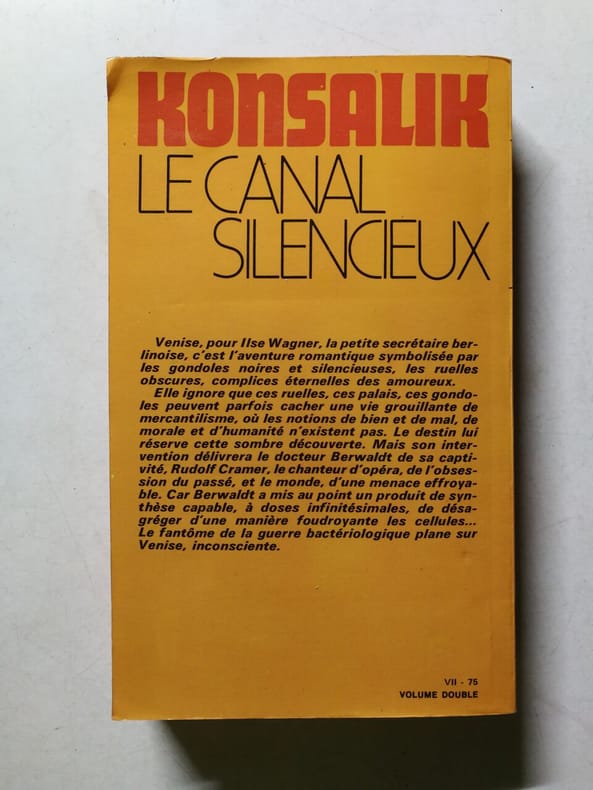 KONSALIK
LE CANAL
SILENCIEUX
Venise, pour Ilse Wagner, la petite secrétaire ber-
linoise, c'est l'aventure romantique symbolisée par
les gondoles noires et silencieuses, les ruelles
obscures, complices éternelles des amoureux.
Elle ignore que ces ruelles, ces palais, ces gondo-
les peuvent parfois cacher une vie grouillante de
mercantilisme, où les notions de bien et de mal, de
morale et d'humanité n'existent pas. Le destin lui
réserve cette sombre découverte. Mais son inter-
vention délivrera le docteur Berwaldt de sa capti-
vité, Rudolf Cramer, le chanteur d'opéra, de l'obses-
sion du passé, et le monde, d'une menace effroya-
ble. Car Berwaldt a mis au point un produit de syn-
thèse capable, à doses infinitésimales, de désa-
gréger d'une manière foudroyante les cellules...
Le fantôme de la guerre bactériologique plane sur
Venise, inconsciente.
VII - 75
VOLUME DOUBLE